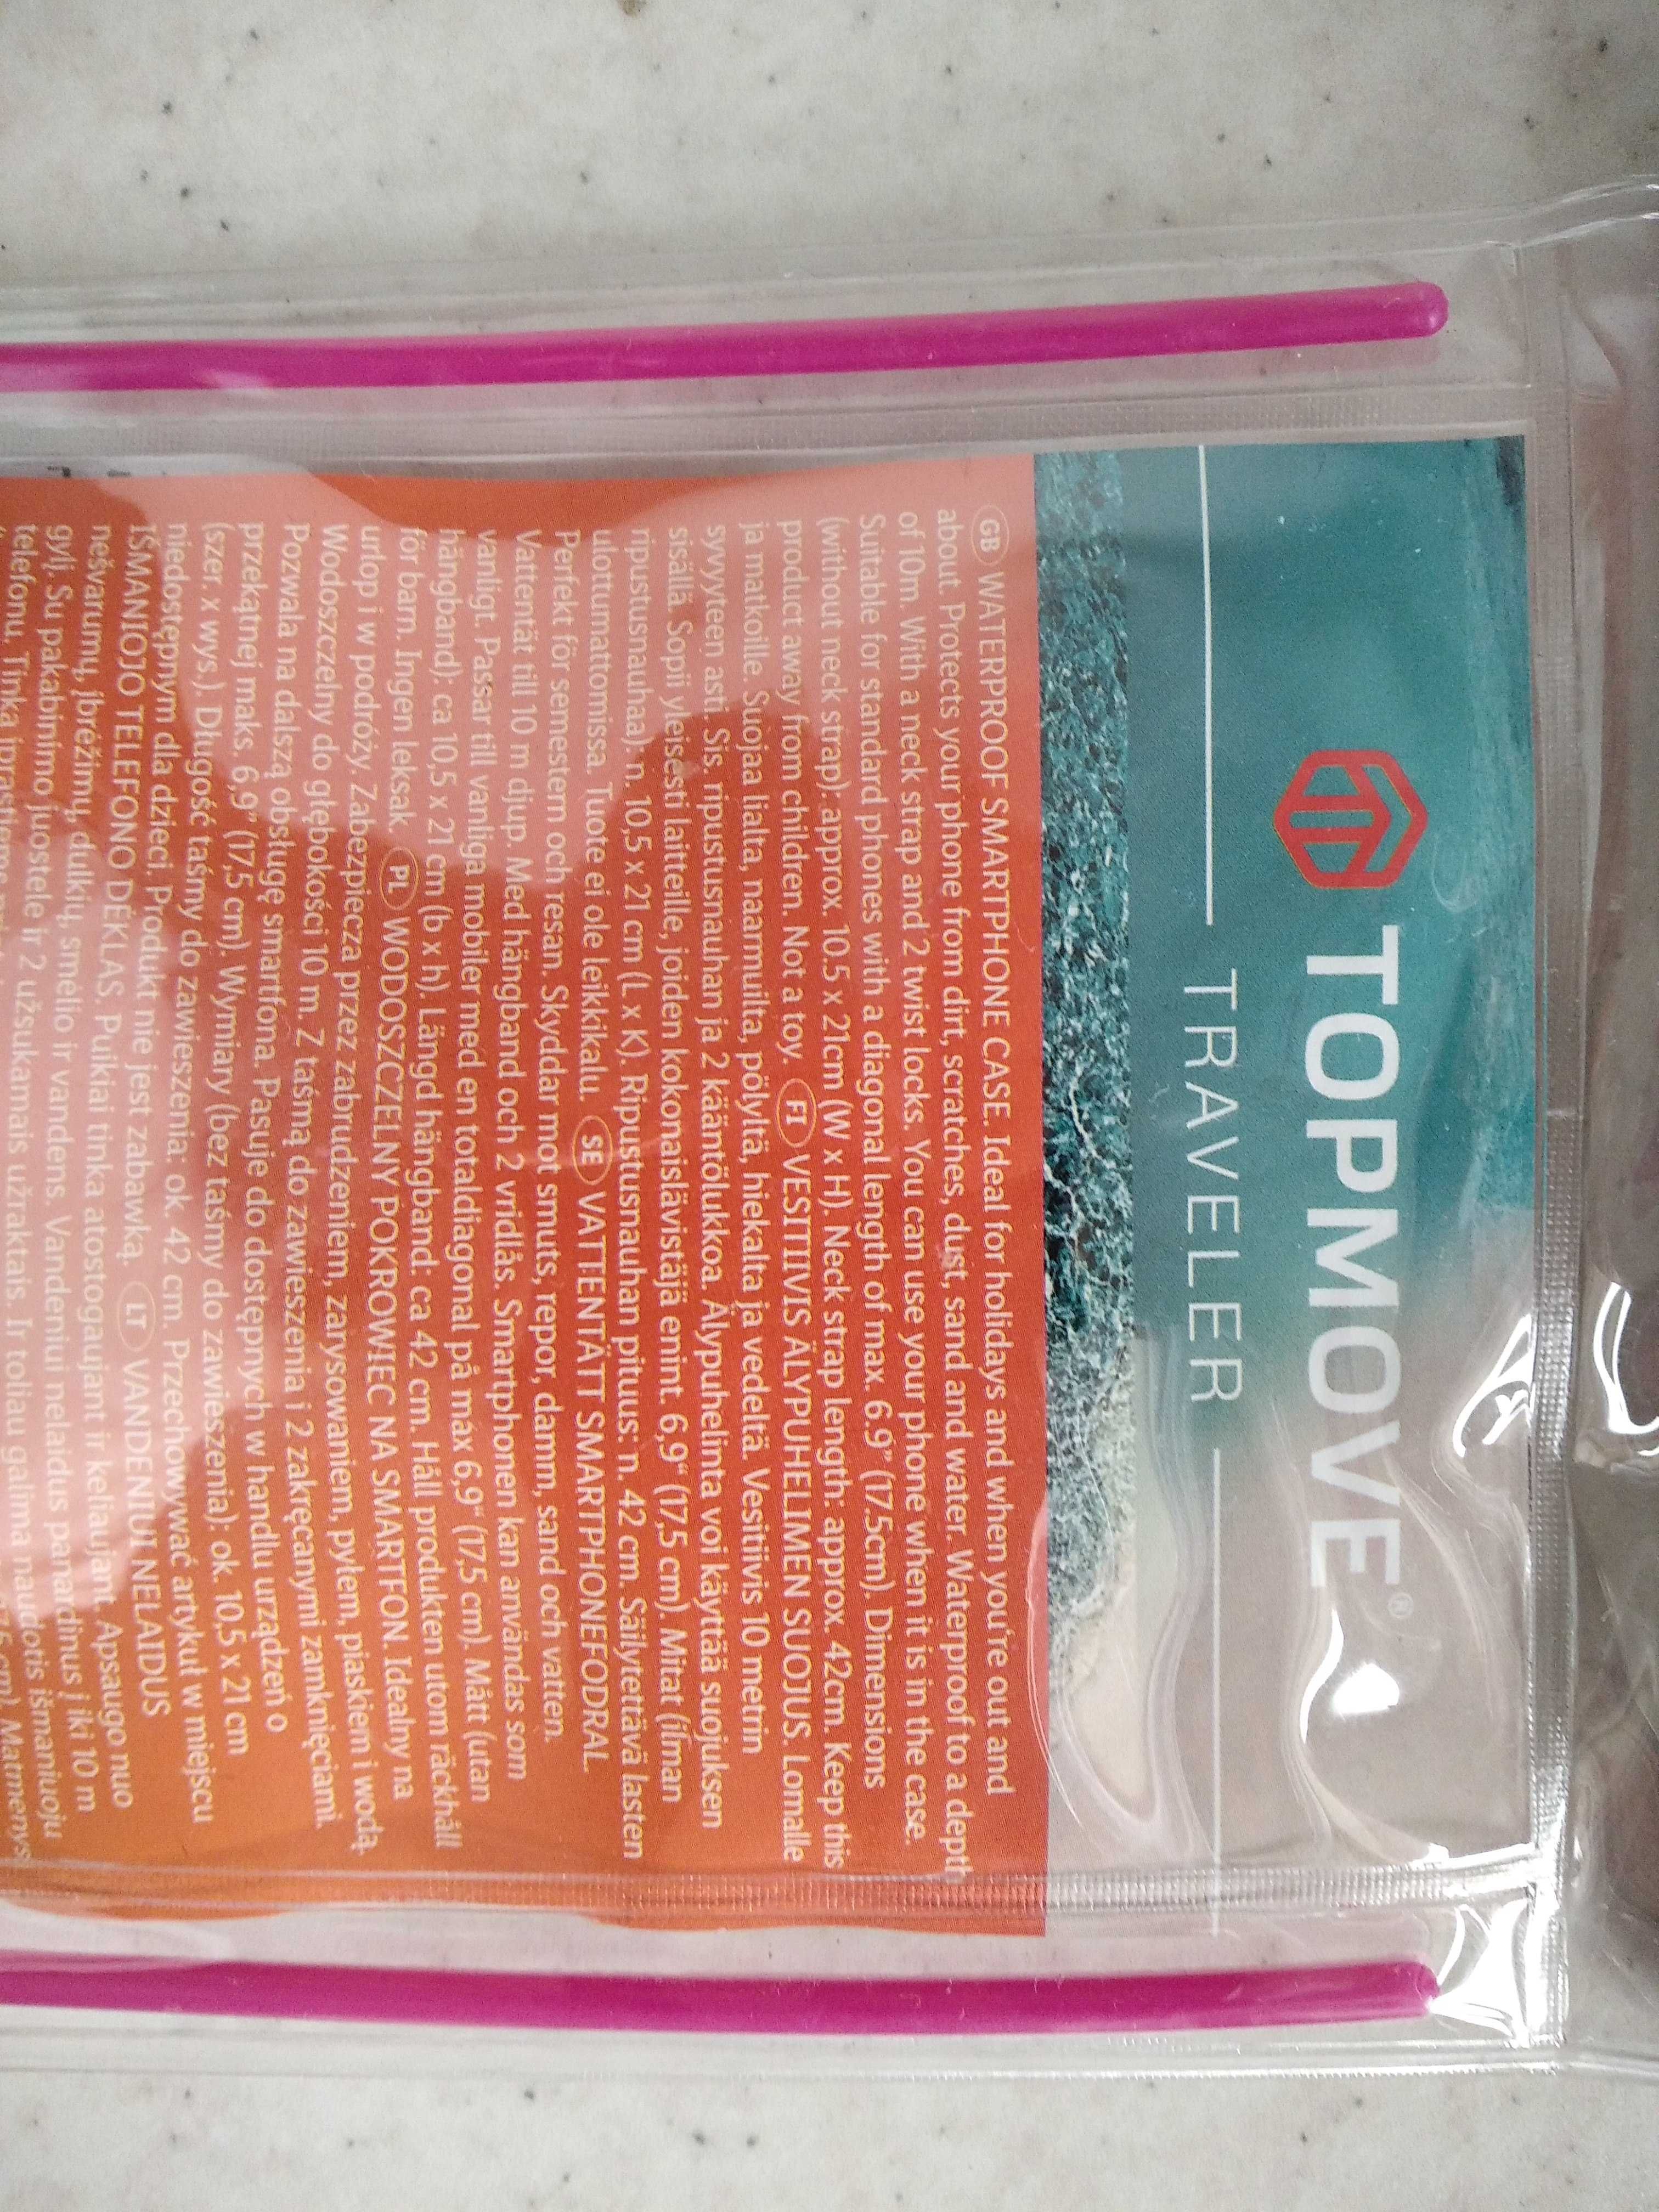 TOPMOVE®
TRAVELER
GB WATERPROOF SMARTPHONE CASE. Ideal for holidays and when you're out and
about. Protects your phone from dirt, scratches, dust, sand and water. Waterproof to a depth
of 10m. With a neck strap and 2 twist locks. You can use your phone when it is in the case.
Suitable for standard phones with a diagonal length of max. 6.9" (17.5cm). Dimensions
(without neck strap): approx. 10.5 x 21cm (W x H). Neck strap length: approx. 42cm. Keep this
product away from children. Not a toy. FI VESITIIVIS ÄLYPUHELIMEN SUOJUS. Lomalle
ja matkoille. Suojaa lialta, naarmuilta, pölyltä, hiekalta ja vedeltä. Vesitiivis 10 metrin
syvyyteen asti. Sis. ripustusnauhan ja 2 kääntölukkoa. Älypuhelinta voi käyttää suojuksen
sisällä. Sopii yleisesti laitteille, joiden kokonaislävistäjä enint. 6,9" (17,5 cm). Mitat (ilman
ripustusnauhaa): n. 10,5 x 21 cm (L x K). Ripustusnauhan pituus: n. 42 cm. Säilytettävä lasten
ulottumattomissa. Tuote ei ole leikkikalu. SE VATTENTÄTT SMARTPHONEFODRAL.
Perfekt för semestern och resan. Skyddar mot smuts, repor, damm, sand och vatten.
Vattentät till 10 m djup. Med hängband och 2 vridlås. Smartphonen kan användas som
vanligt. Passar till vanliga mobiler med en totaldiagonal på max 6,9" (17,5 cm). Mått (utan
hängband): ca 10,5 x 21 cm (b x h). Längd hängband: ca 42 cm. Håll produkten utom räckhåll
för barn. Ingen leksak. PL WODOSZCZELNY POKROWIEC NA SMARTFON. Idealny na
urlop i w podróży. Zabezpiecza przez zabrudzeniem, zarysowaniem, pyłem, piaskiem i wodą.
Wodoszczelny do głębokości 10 m. Z taśmą do zawieszenia i 2 zakręcanymi zamknięciami.
Pozwala na dalszą obsługę smartfona. Pasuje do dostępnych w handlu urządzeń o
przekątnej maks. 6,9" (17,5 cm). Wymiary (bez taśmy do zawieszenia): ok. 10,5 x 21 cm
(szer. x wys.) Długość taśmy do zawieszenia: ok. 42 cm. Przechowywać artykuł w miejscu
niedostępnym dla dzieci. Produkt nie jest zabawką. LT VANDENIUI NELAIDUS
IŠMANIOJO TELEFONO DĖKLAS. Puikiai tinka atostogaujant ir keliaujant. Apsaugo nuo
nešvarumų, įbrėžimų, dulkių, smėlio ir vandens. Vandeniui nelaidus panardinus į iki 10 m
gylį. Su pakabinimo juostele ir 2 užsukamais užraktais. Ir toliau galima naudotis išmaniuoju
telefonu. Tinka Matmenys